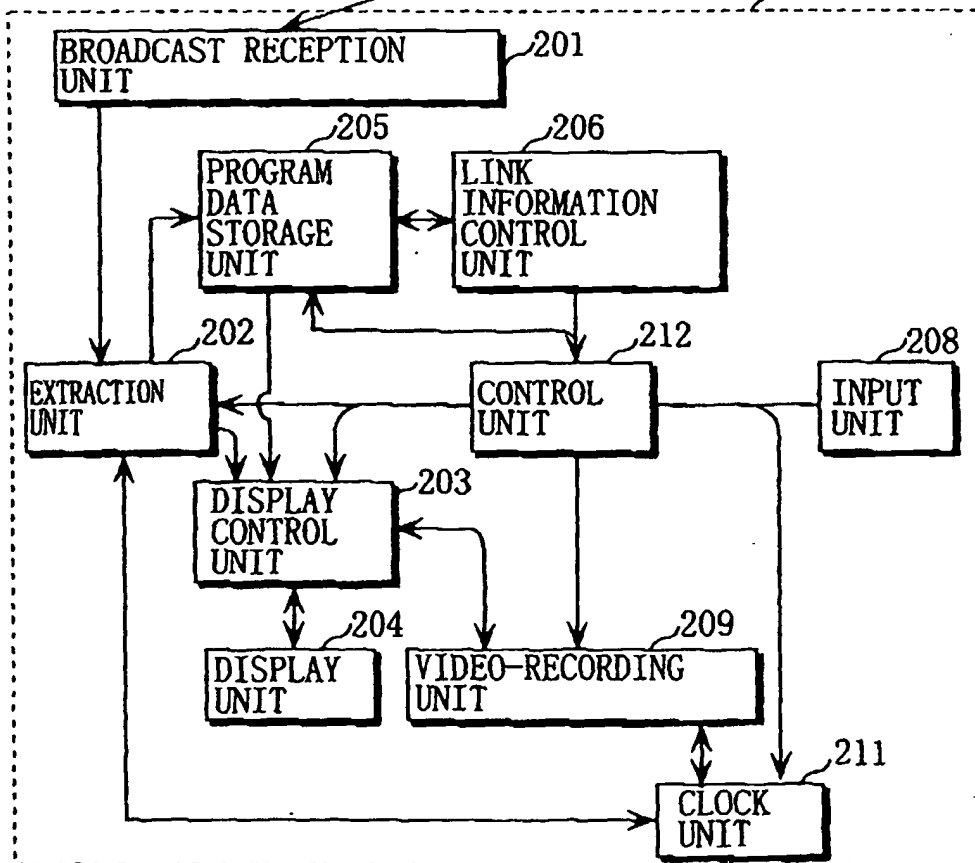 BROADCAST RECEPTION
UNIT
201
205
206
PROGRAM
DATA
STORAGE
UNIT
LINK
INFORMATION
CONTROL
UNIT
202
212
208
EXTRACTION
UNIT
CONTROL
UNIT
INPUT
UNIT
203
DISPLAY
CONTROL
UNIT
204
209
DISPLAY
UNIT
VIDEO-RECORDING
UNIT
211
CLOCK
UNIT